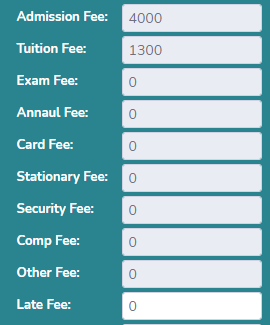 Admission Fee: 4000
Tuition Fee: 1300
Exam Fee: 0
Annaul Fee: 0
Card Fee: 0
Stationary Fee: 0
Security Fee: 0
Comp Fee: 0
Other Fee: 0
Late Fee: 0